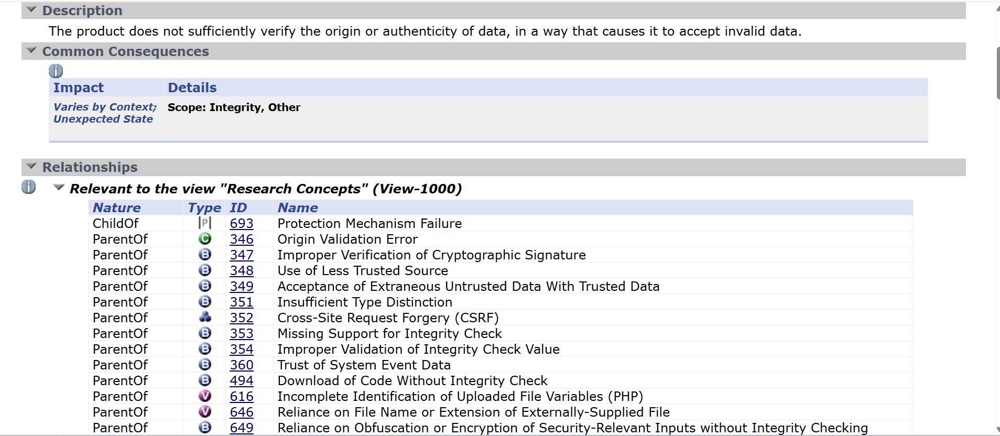 Description
The product does not sufficiently verify the origin or authenticity of data, in a way that causes it to accept invalid data.
Common Consequences
Impact Details
Varies by Context; Scope: Integrity, Other
Unexpected State
Relationships
Relevant to the view "Research Concepts" (View-1000)
Nature Type ID Name
ChildOf P 693 Protection Mechanism Failure
ParentOf C 346 Origin Validation Error
ParentOf B 347 Improper Verification of Cryptographic Signature
ParentOf B 348 Use of Less Trusted Source
ParentOf B 349 Acceptance of Extraneous Untrusted Data With Trusted Data
ParentOf B 351 Insufficient Type Distinction
ParentOf 352 Cross-Site Request Forgery (CSRF)
ParentOf B 353 Missing Support for Integrity Check
ParentOf B 354 Improper Validation of Integrity Check Value
ParentOf B 360 Trust of System Event Data
ParentOf B 494 Download of Code Without Integrity Check
ParentOf V 616 Incomplete Identification of Uploaded File Variables (PHP)
ParentOf V 646 Reliance on File Name or Extension of Externally-Supplied File
ParentOf B 649 Reliance on Obfuscation or Encryption of Security-Relevant Inputs without Integrity Checking